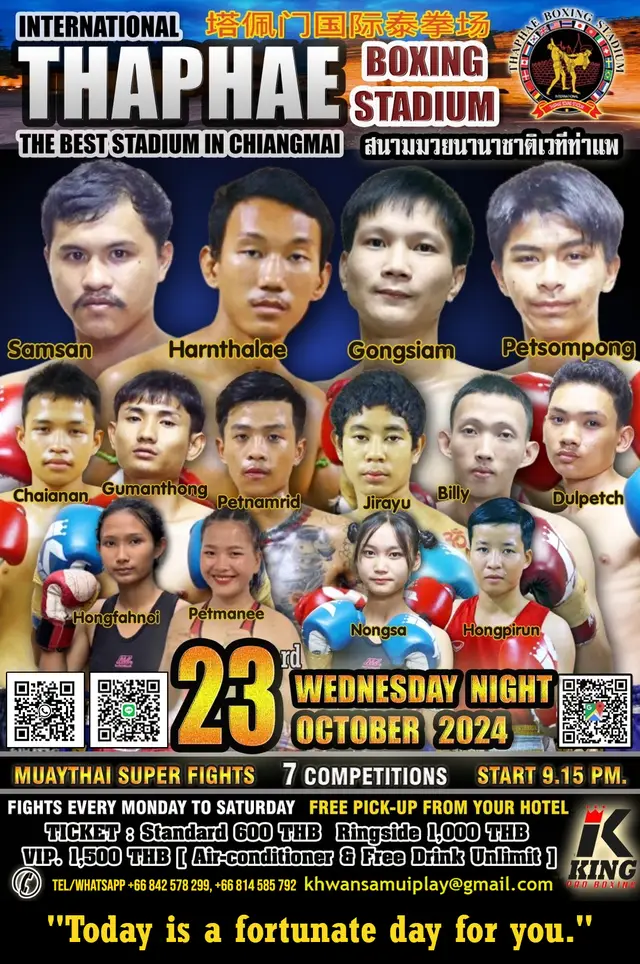 INTERNATIONAL
塔佩门国际泰拳场
THAPHAE
BOXING
STADIUM
THAPHAE BOXING STADIUM
THE BEST STADIUM IN CHIANGMAI
สนามมวยนานาชาติเวทีท่าแพ
Samsan
Harnthalae
Gongsiam
Petsompong
Chaianan
Gumanthong
Petnamrid
Jirayu
Billy
Dulpetch
Hongfahnoi
Petmanee
Nongsa
Hongpirun
23rd
WEDNESDAY NIGHT
OCTOBER 2024
MUAYTHAI SUPER FIGHTS 7 COMPETITIONS START 9.15 PM.
FIGHTS EVERY MONDAY TO SATURDAY FREE PICK-UP FROM YOUR HOTEL
TICKET : Standard 600 THB Ringside 1,000 THB
VIP. 1,500 THB [ Air-conditioner & Free Drink Unlimit ]
K
KING
PRO BOXING
TEL/WHATSAPP +66 842 578 299, +66 814 585 792 khwansamuiplay@gmail.com
"Today is a fortunate day for you."